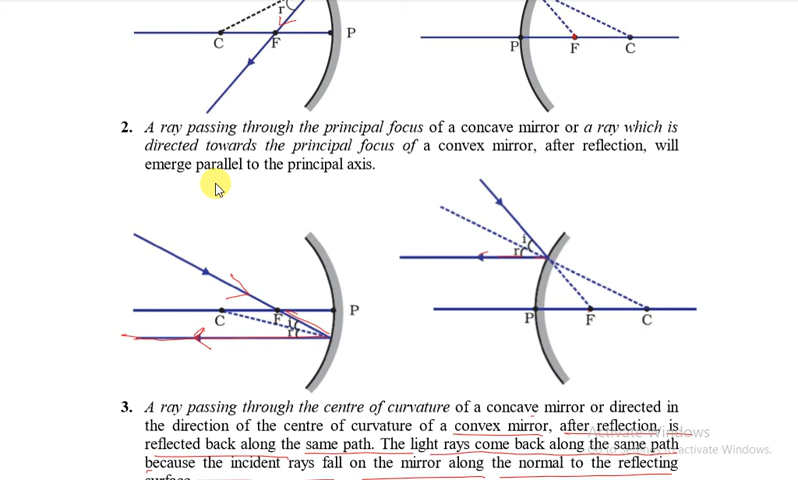 r
P
C
F
P
F
C
2. A ray passing through the principal focus of a concave mirror or a ray which is
directed towards the principal focus of a convex mirror, after reflection, will
emerge parallel to the principal axis.
i
r
P
C
F
i
r
P
F
C
3. A ray passing through the centre of curvature of a concave mirror or directed in
the direction of the centre of curvature of a convex mirror, after reflection, is
reflected back along the same path. The light rays come back along the same path
because the incident rays fall on the mirror along the normal to the reflecting
Activate Windows